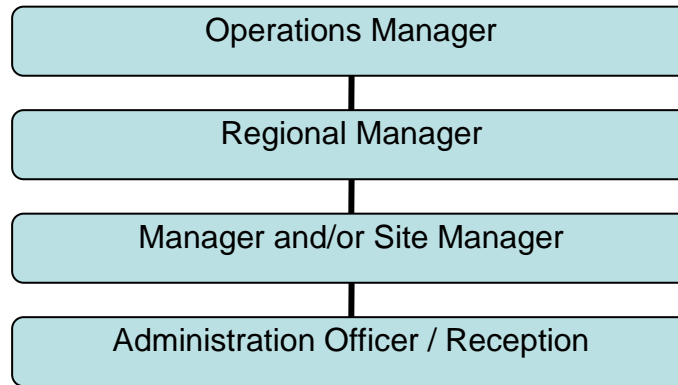 Operations Manager
Regional Manager
Manager and/or Site Manager
Administration Officer / Reception